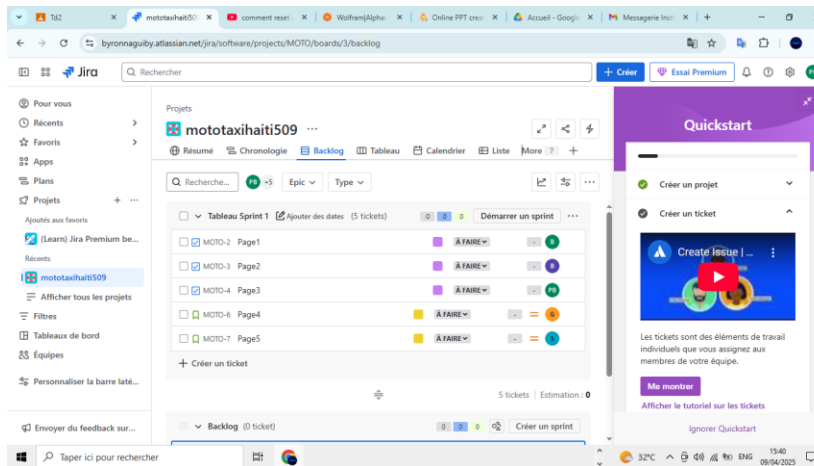 Td2
mototaxihaiti50
comment reset
Wolfram|Alpha
Online PPT crea
Accueil - Googl
Messagerie Insti
byronnaguiby.atlassian.net/jira/software/projects/MOTO/boards/3/backlog
Jira
Rechercher
+ Créer
Essai Premium
Pour vous
Récents
Favoris
Apps
Plans
Projets
Ajoutés aux favoris
(Learn) Jira Premium be...
Récents
mototaxihaiti509
Afficher tous les projets
Filtres
Tableaux de bord
Équipes
Personnaliser la barre laté...
Envoyer du feedback sur...
Projets
mototaxihaiti509 ...
Résumé Chronologie Backlog Tableau Calendrier Liste More 7 +
Recherche... PB +5 Epic Type
Tableau Sprint 1 Ajouter des dates (5 tickets) 0 0 0 Démarrer un sprint ...
MOTO-2 Page1 À FAIRE - B
MOTO-3 Page2 À FAIRE - B
MOTO-4 Page3 À FAIRE - PB
MOTO-6 Page4 À FAIRE - G
MOTO-7 Page5 À FAIRE - S
+ Créer un ticket
5 tickets | Estimation : 0
Backlog (0 ticket) 0 0 0 Créer un sprint
Quickstart
Créer un projet
Créer un ticket
Create Issue | ...
Les tickets sont des éléments de travail
individuels que vous assignez aux
membres de votre équipe.
Me montrer
Afficher le tutoriel sur les tickets
Ignorer Quickstart
Taper ici pour rechercher
32°C
ENG
15:40
09/04/2025